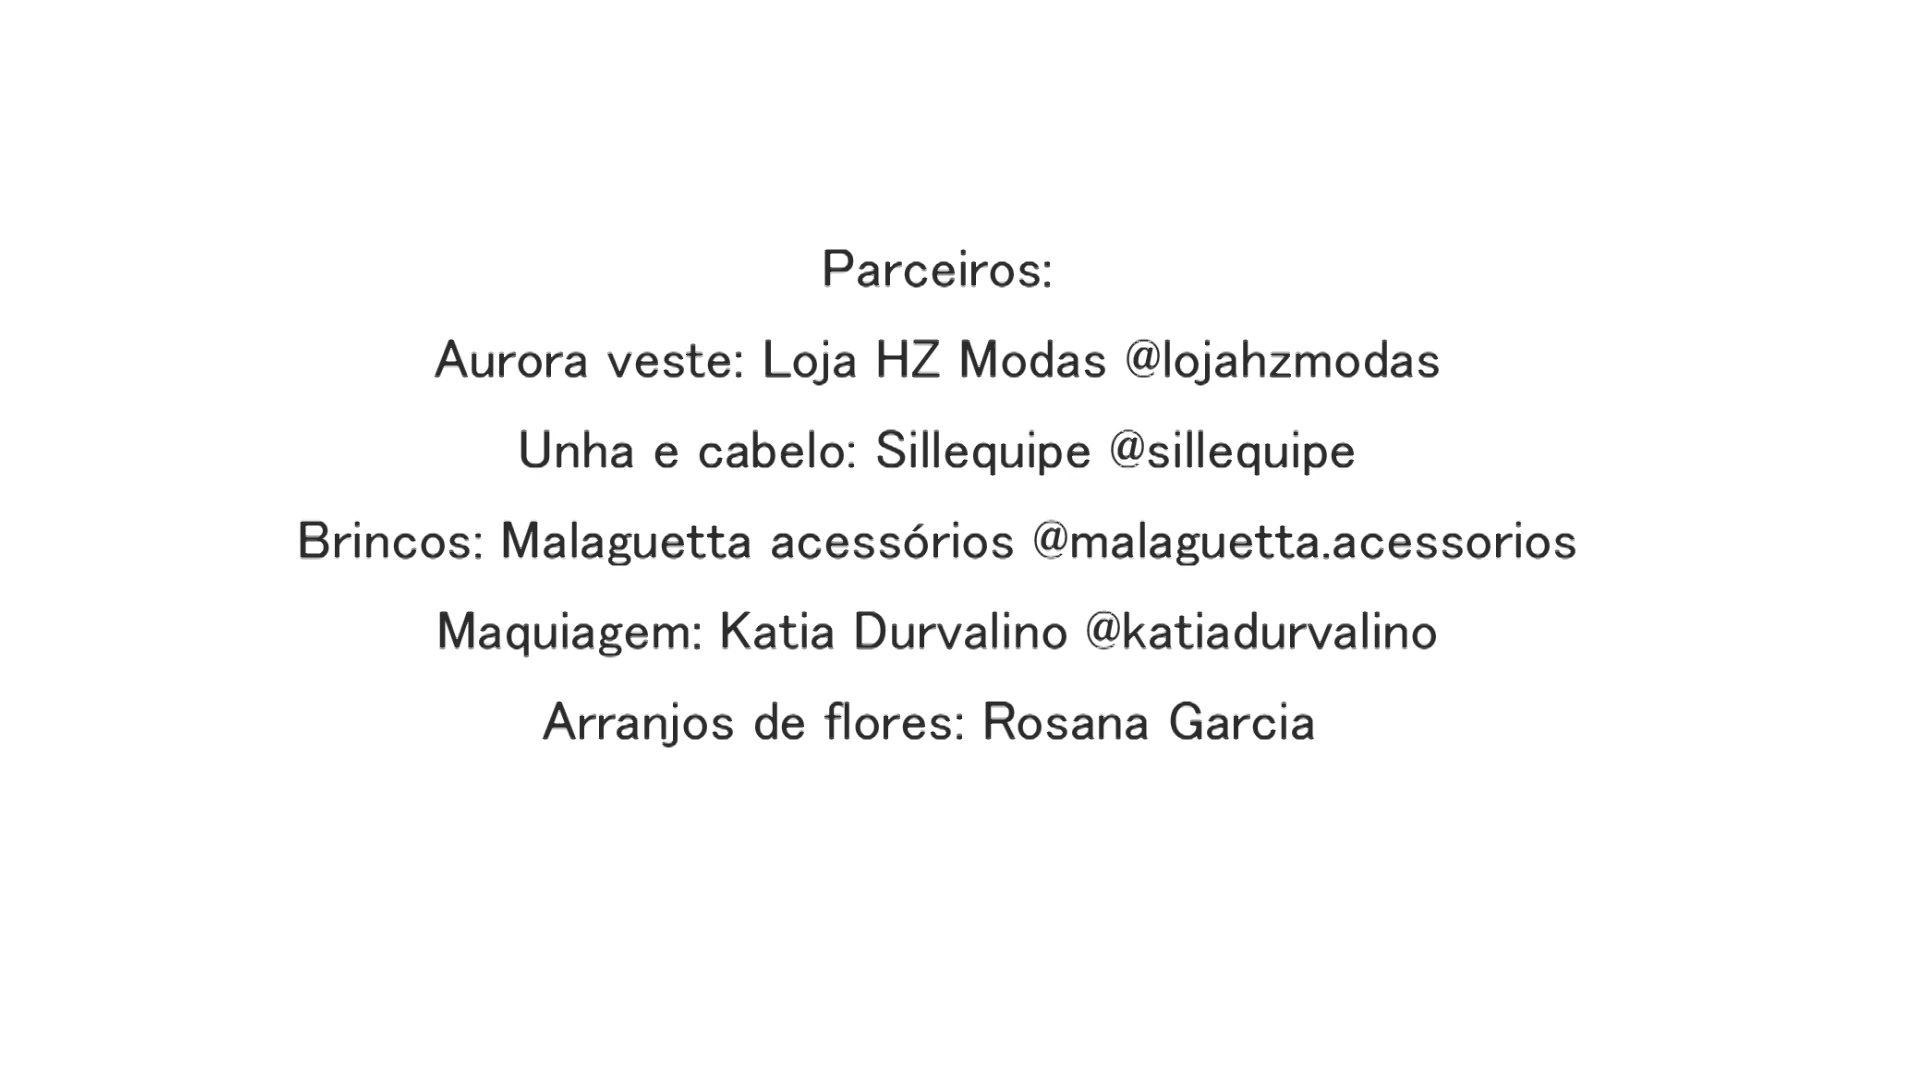 Parceiros:
Aurora veste: Loja HZ Modas @lojahzmodas
Unha e cabelo: Sillequipe @sillequipe
Brincos: Malaguetta acessórios @malaguetta.acessorios
Maquiagem: Katia Durvalino @katiadurvalino
Arranjos de flores: Rosana Garcia